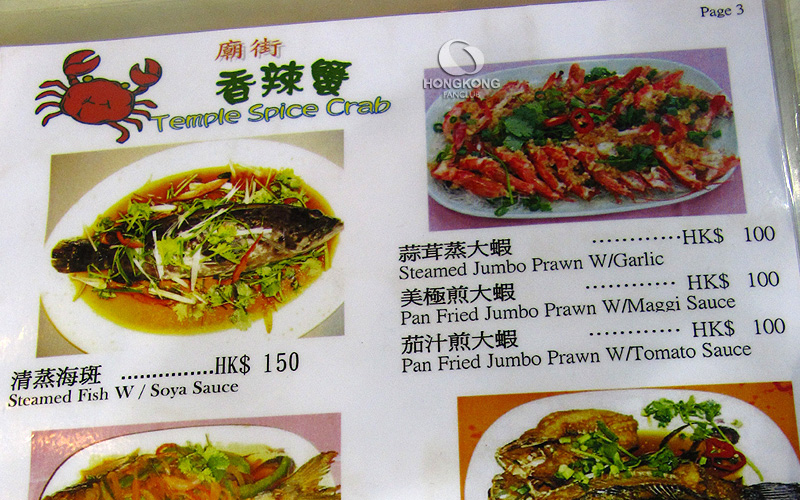 Page 3
廟街
香辣蟹
Temple Spice Crab
HONGKONG
FANCLUB
清蒸海班 ...............HK$ 150
Steamed Fish W / Soya Sauce
蒜茸蒸大蝦 ............HK$ 100
Steamed Jumbo Prawn W/Garlic
美極煎大蝦 ............ HK$ 100
Pan Fried Jumbo Prawn W/Maggi Sauce
茄汁煎大蝦 ............ HK$ 100
Pan Fried Jumbo Prawn W/Tomato Sauce